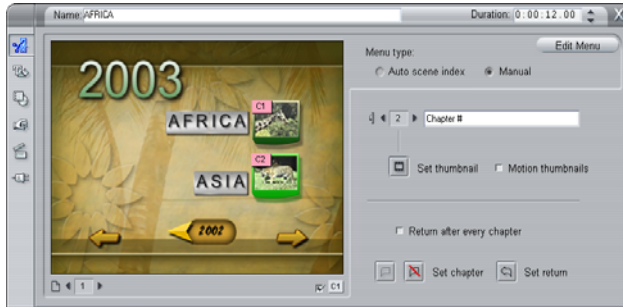 Name: AFRICA
Duration: 0:00:12.00
X
2003
AFRICA
C1
ASIA
C2
2002
1
C1
Menu type:
Edit Menu
Auto scene index
Manual
2
Chapter #
Set thumbnail
Motion thumbnails
Return after every chapter
Set chapter
Set return